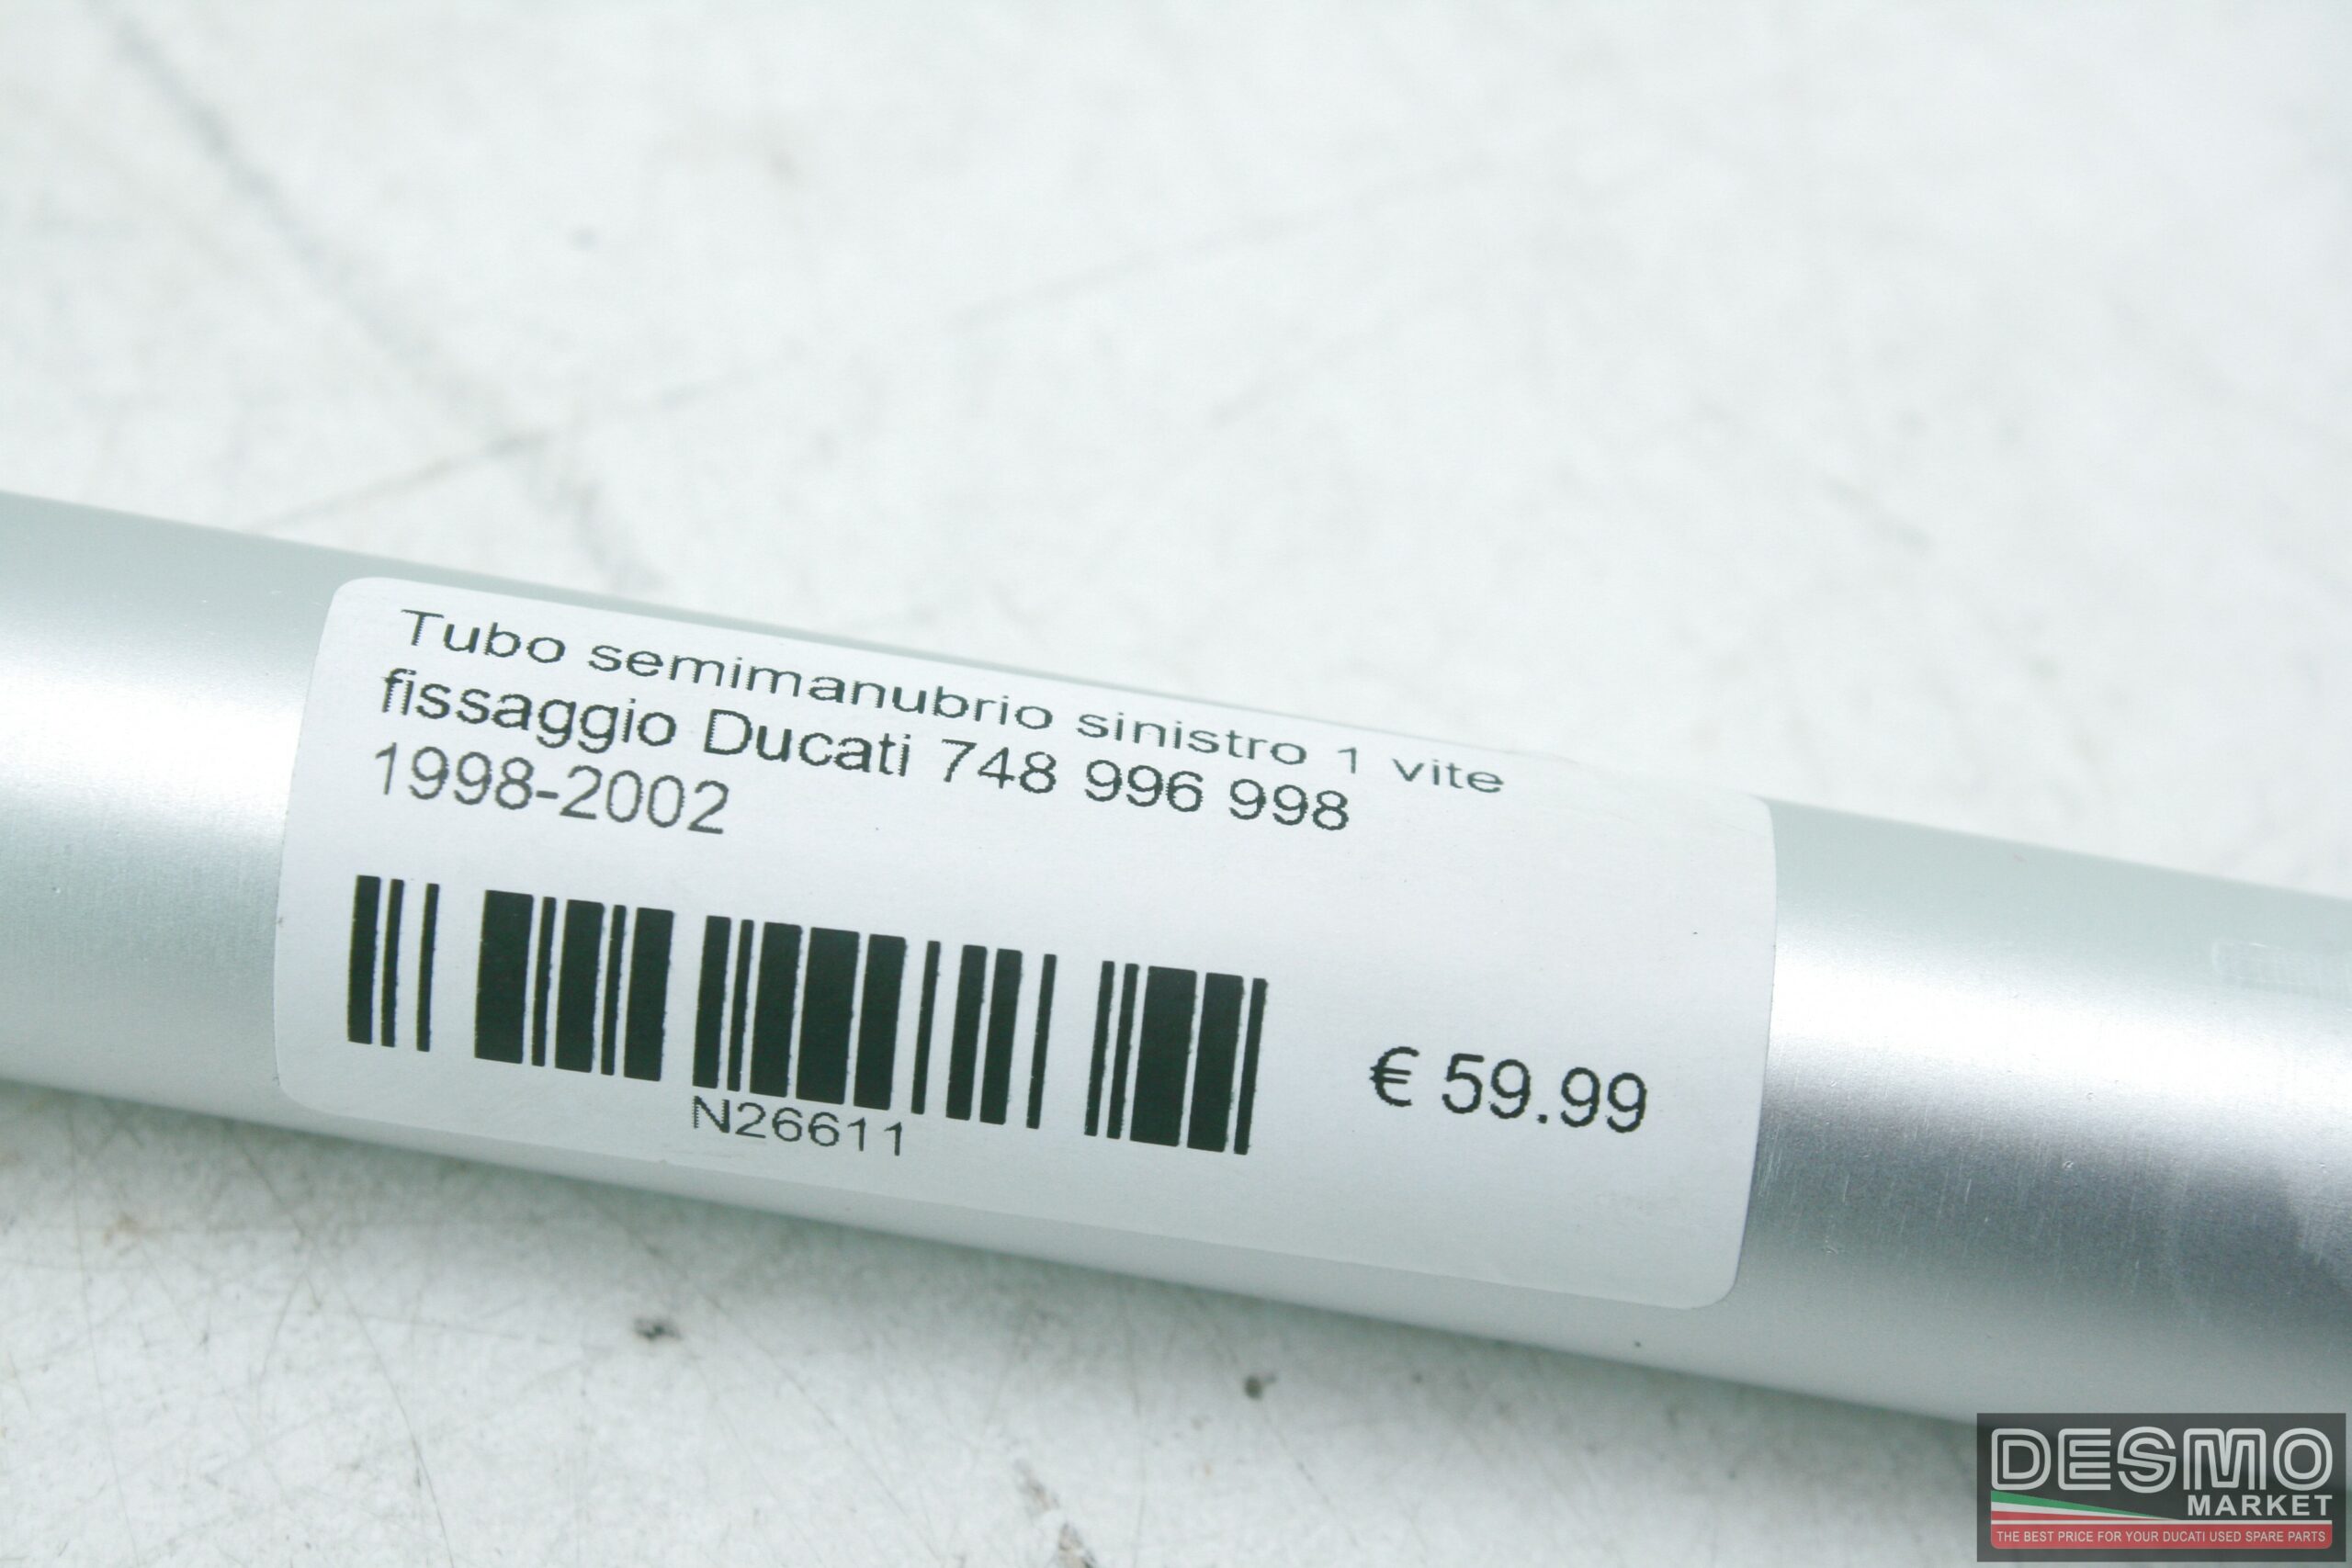 Tubo semimanubrio sinistro 1 vite
fissaggio Ducati 748 996 998
1998-2002
N26611
€ 59.99
DESMO
MARKET
THE BEST PRICE FOR YOUR DUCATI USED SPARE PARTS